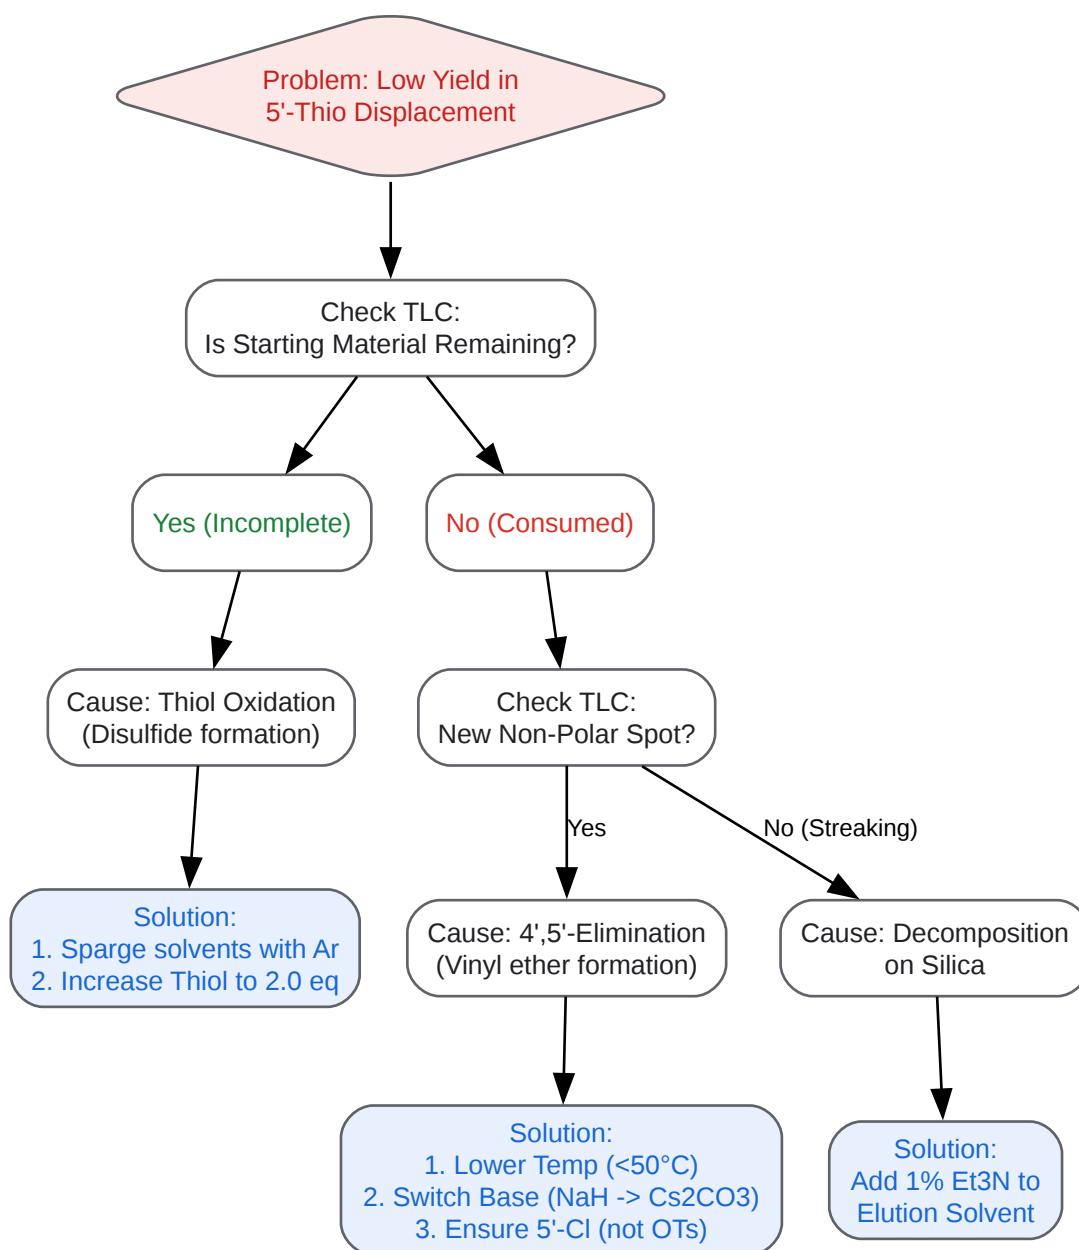 Problem: Low Yield in
5'-Thio Displacement
Check TLC:
Is Starting Material Remaining?
Yes (Incomplete)
No (Consumed)
Cause: Thiol Oxidation
(Disulfide formation)
Check TLC:
New Non-Polar Spot?
Yes
No (Streaking)
Solution:
1. Sparge solvents with Ar
2. Increase Thiol to 2.0 eq
Cause: 4',5'-Elimination
(Vinyl ether formation)
Cause: Decomposition
on Silica
Solution:
1. Lower Temp (<50°C)
2. Switch Base (NaH -> Cs2CO3)
3. Ensure 5'-Cl (not OTs)
Solution:
Add 1% Et3N to
Elution Solvent